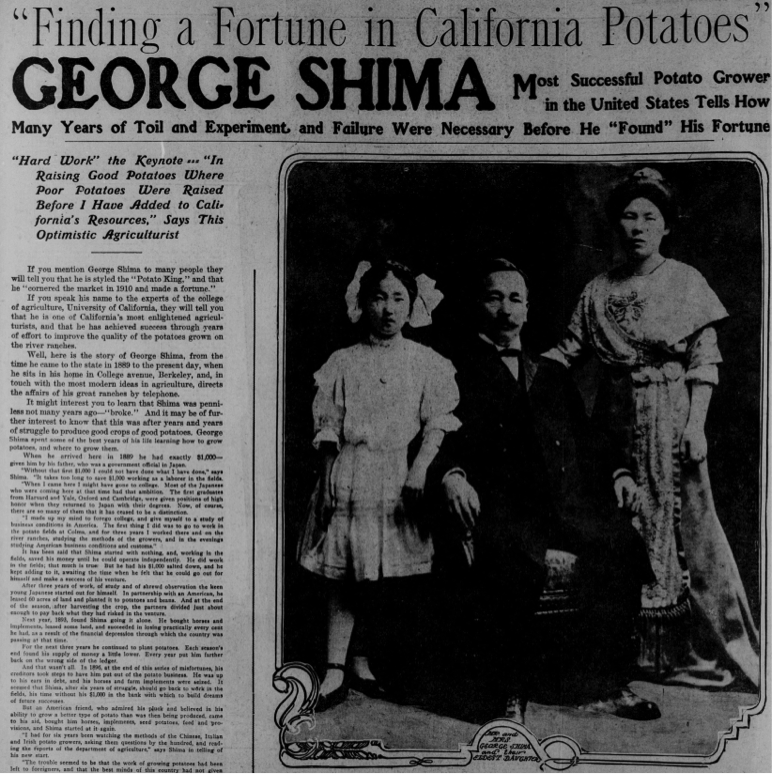 "Finding a Fortune in California Potatoes"
GEORGE SHIMA
Most Successful Potato Grower
in the United States Tells How
Many Years of Toil and Experiment, and Failure Were Necessary Before He "Found" His Fortune
"Hard Work" the Keynote --- "In
Raising Good Potatoes Where
Poor Potatoes Were Raised
Before I Have Added to Cali-
fornia's Resources," Says This
Optimistic Agriculturist
If you mention George Shima to many people they
will tell you that he is styled the "Potato King," and that
he "cornered the market in 1910 and made a fortune."
If you speak his name to the experts of the college
of agriculture, University of California, they will tell you
that he is one of California's most enlightened agricul-
turists, and that he has achieved success through years
of effort to improve the quality of the potatoes grown on
the river ranches.
Well, here is the story of George Shima, from the
time he came to the state in 1889 to the present day, when
he sits in his home in College avenue, Berkeley, and, in
touch with the most modern ideas in agriculture, directs
the affairs of his great ranches by telephone.
It might interest you to learn that Shima was penni-
less not many years ago—"broke." And it may be of fur-
ther interest to know that this was after years and years
of struggle to produce good crops of good potatoes. George
Shima spent some of the best years of his life learning how to grow
potatoes, and where to grow them.
When he arrived here in 1889 he had exactly $1,000—
given him by his father, who was a government official in Japan.
"Without that first $1,000 I could not have done what I have done," says
Shima. "It takes too long to save $1,000 working as a laborer in the fields.
"When I came here I might have gone to college. Most of the Japanese
who were coming here at that time had that ambition. The first graduates
from Harvard and Yale, Oxford and Cambridge, were given positions of high
honor when they returned to Japan with their degrees. Now, of course,
there are so many of them that it has ceased to be a distinction.
"I made up my mind to forego college, and give myself to a study of
business conditions in America. The first thing I did was to go to work in
the potato fields at Colma, and for three years I worked there and on the
river ranches, studying the methods of the growers, and in the evenings
studying American business conditions and customs."
It has been said that Shima started with nothing, and, working in the
fields, saved his money until he could operate independently. He did work
in the fields; that much is true. But he had his $1,000 salted down, and he
kept adding to it, awaiting the time when he felt that he could go out for
himself and make a success of his venture.
After three years of work, of study and of shrewd observation the keen
young Japanese started out for himself. In partnership with an American, he
leased 60 acres of land and planted it to potatoes and beans. And at the end
of the season, after harvesting the crop, the partners divided just about
enough to pay back what they had risked in the venture.
Next year, 1893, found Shima going it alone. He bought horses and
implements, leased some land, and succeeded in losing practically every cent
he had, as a result of the financial depression through which the country was
passing at that time.
For the next three years he continued to plant potatoes. Each season's
end found his supply of money a little lower. Every year put him farther
back on the wrong side of the ledger.
And that wasn't all. In 1896, at the end of this series of misfortunes, his
creditors took steps to have him put out of the potato business. He was up
to his ears in debt, and his horses and farm implements were seized. It
seemed that Shima, after six years of struggle, should go back to work in the
fields, his time without his $1,000 in the bank with which to build dreams
of future successes.
But an American friend, who admired his pluck and believed in his
ability to grow a better type of potato than was then being produced, came
to his aid, bought him horses, implements, seed potatoes, feed and pro-
visions, and Shima started at it again.
"I had for six years been watching the methods of the Chinese, Italian
and Irish potato growers, asking them questions by the hundred, and read-
ing the reports of the department of agriculture," says Shima in telling of
his new start.
"The trouble seemed to be that the work of growing potatoes had been
left to foreigners, and that the best minds of this country had not given
MR. and
MRS.
GEORGE SHIMA
and their
ELDEST DAUGHTER